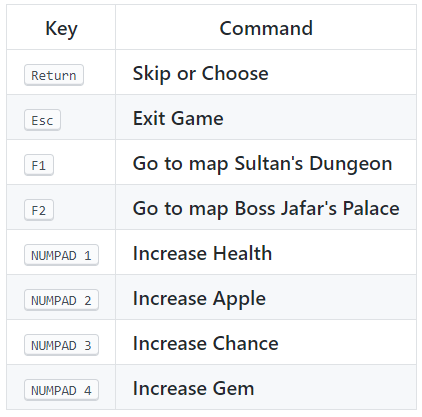 Key Command
Return Skip or Choose
Esc Exit Game
F1 Go to map Sultan's Dungeon
F2 Go to map Boss Jafar's Palace
NUMPAD 1 Increase Health
NUMPAD 2 Increase Apple
NUMPAD 3 Increase Chance
NUMPAD 4 Increase Gem